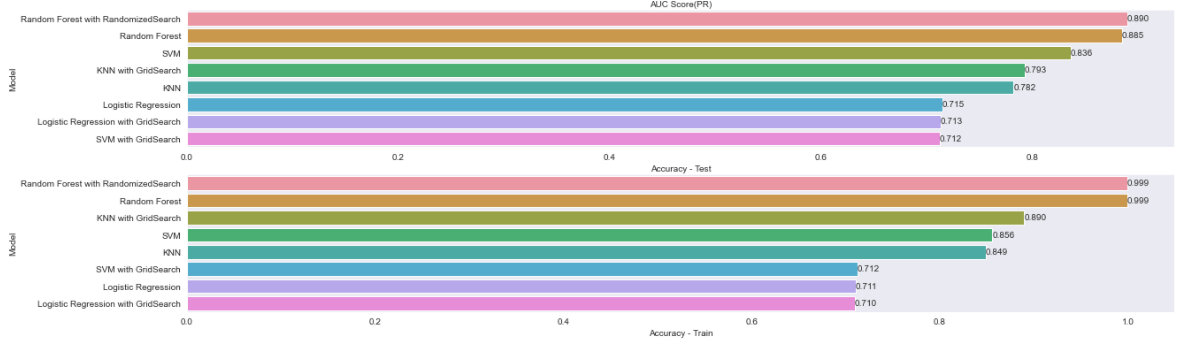 AUC Score(PR)
Model
Random Forest with RandomizedSearch 0.890
Random Forest 0.885
SVM 0.836
KNN with GridSearch 0.793
KNN 0.782
Logistic Regression 0.715
Logistic Regression with GridSearch 0.713
SVM with GridSearch 0.712
0.0 0.2 0.4 0.6 0.8
Accuracy - Test
Model
Random Forest with RandomizedSearch 0.999
Random Forest 0.999
KNN with GridSearch 0.890
SVM 0.856
KNN 0.849
SVM with GridSearch 0.712
Logistic Regression 0.711
Logistic Regression with GridSearch 0.710
0.0 0.2 0.4 0.6 0.8 1.0
Accuracy - Train